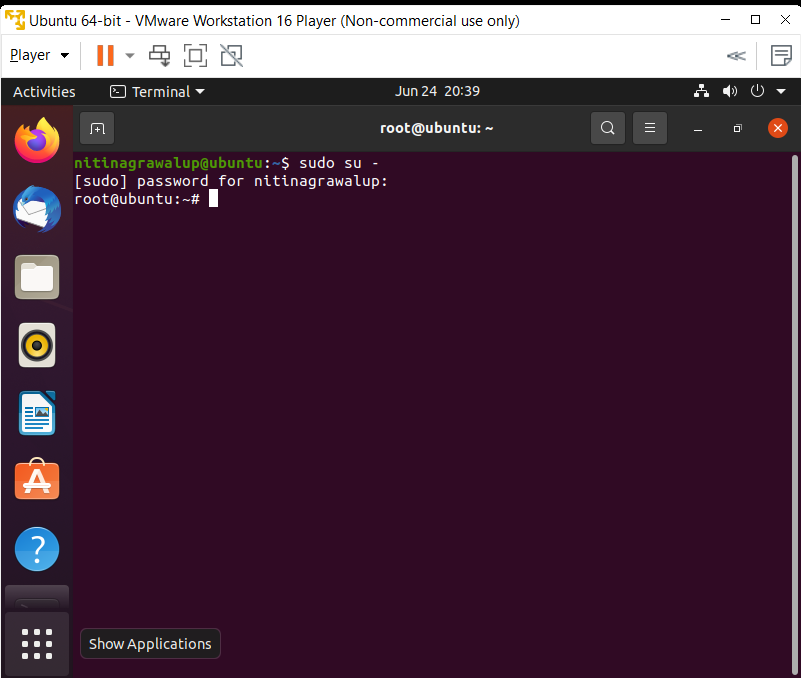 Ubuntu 64-bit - VMware Workstation 16 Player (Non-commercial use only)
Player
Activities Terminal Jun 24 20:39
root@ubuntu: ~
nitinagrawalup@ubuntu:~$ sudo su -
[sudo] password for nitinagrawalup:
root@ubuntu:~#
Show Applications